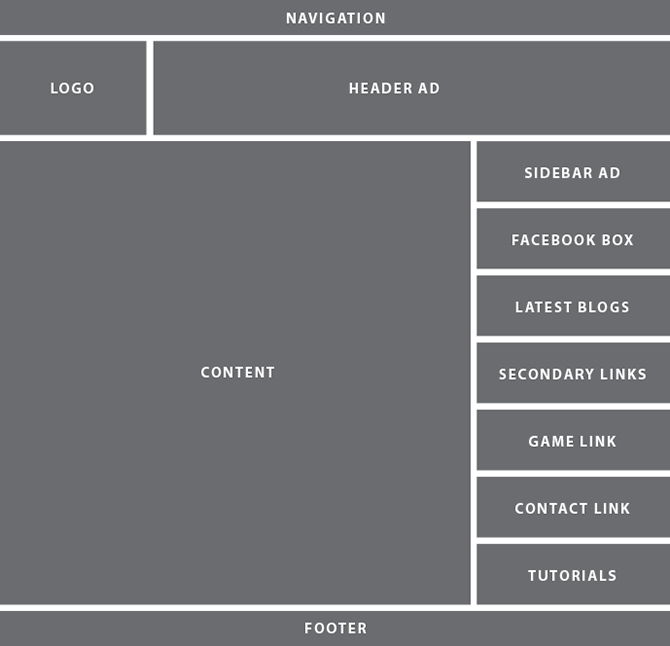 NAVIGATION
LOGO
HEADER AD
CONTENT
SIDEBAR AD
FACEBOOK BOX
LATEST BLOGS
SECONDARY LINKS
GAME LINK
CONTACT LINK
TUTORIALS
FOOTER